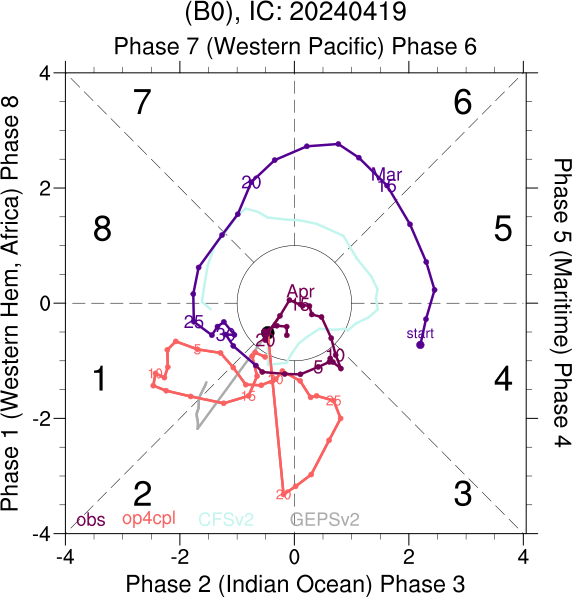 (B0), IC: 20240419
Phase 7 (Western Pacific) Phase 6
Phase 1 (Western Hem, Africa) Phase 8
Phase 5 (Maritime) Phase 4
4
2
0
-2
-4
7
6
8
5
1
4
2
3
20
Mar
15
Apr
15
25
start
20
10
5
5
10
15
25
20
obs
op4cpl
CFSv2
GEPSv2
-4
-2
0
2
4
Phase 2 (Indian Ocean) Phase 3